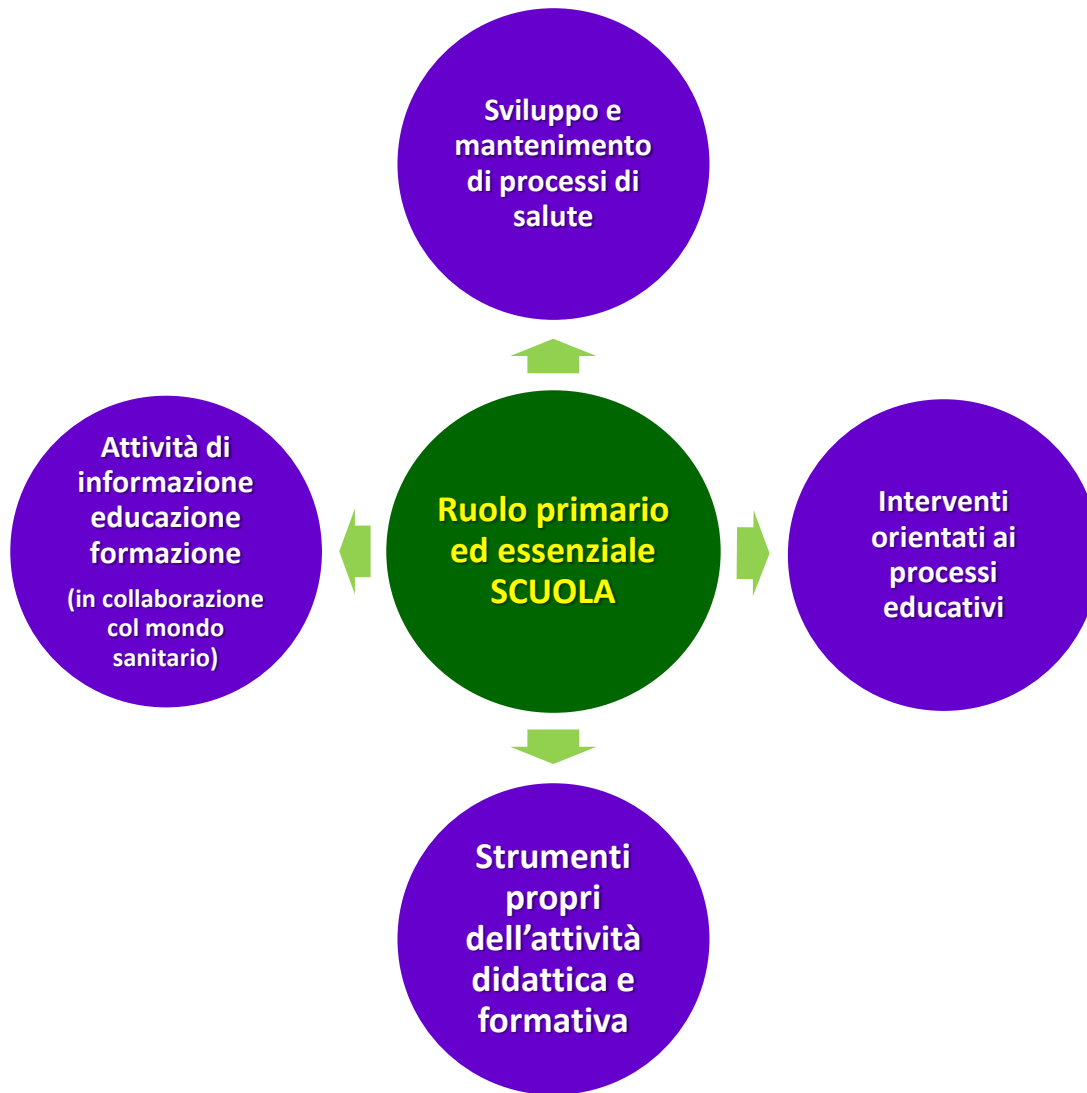 Sviluppo e
mantenimento
di processi di
salute
Attività di
informazione
educazione
formazione
(in collaborazione
col mondo
sanitario)
Ruolo primario
ed essenziale
SCUOLA
Interventi
orientati ai
processi
educativi
Strumenti
propri
dell’attività
didattica e
formativa